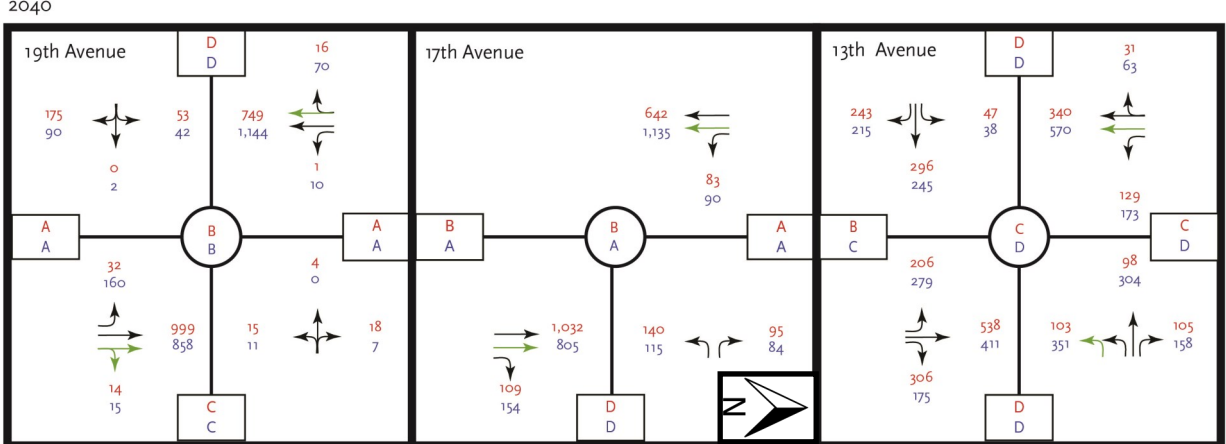 2040
19th Avenue
D
D
16
70
175
90
53
42
749
1,144
0
2
1
10
A
A
B
B
A
A
32
160
4
0
999
858
15
11
18
7
14
15
C
C
17th Avenue
642
1,135
83
90
B
A
B
A
A
A
1,032
805
140
115
95
84
109
154
D
D
N
13th Avenue
D
D
31
63
243
215
47
38
340
570
296
245
129
173
B
C
C
D
C
D
206
279
98
304
538
411
103
351
105
158
306
175
D
D